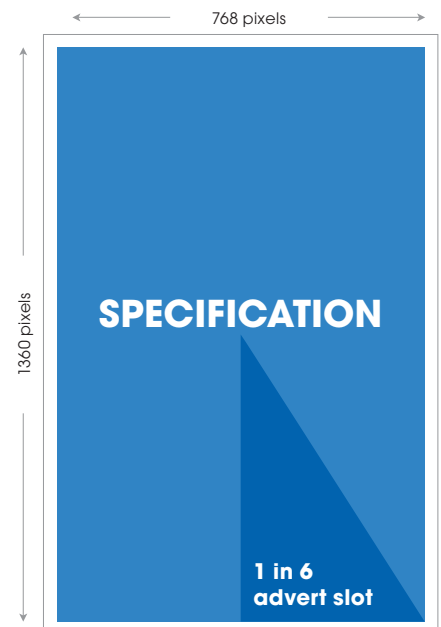 768 pixels
1360 pixels
SPECIFICATION
1 in 6
advert slot